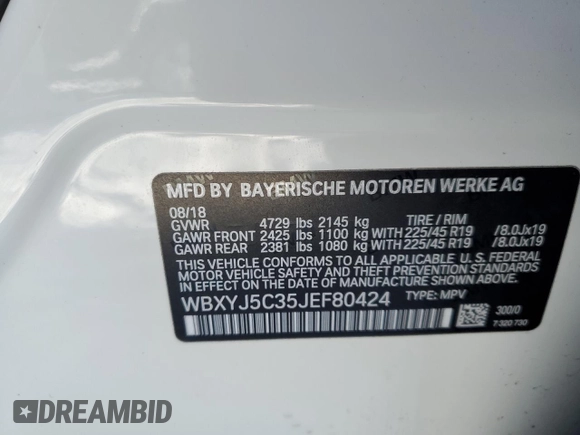 MFD BY BAYERISCHE MOTOREN WERKE AG
08/18
GVWR 4729 lbs 2145 kg TIRE / RIM
GAWR FRONT 2425 lbs 1100 kg WITH 225/45 R19 /8.0Jx19
GAWR REAR 2381 lbs 1080 kg WITH 225/45 R19 /8.0Jx19
THIS VEHICLE CONFORMS TO ALL APPLICABLE U. S. FEDERAL
MOTOR VEHICLE SAFETY AND THEFT PREVENTION STANDARDS
IN EFFECT ON THE DATE OF MANUFACTURE SHOWN ABOVE.
WBXYJ5C35JEF80424 TYPE: MPV
300/0
7 320 730
DREAMBID